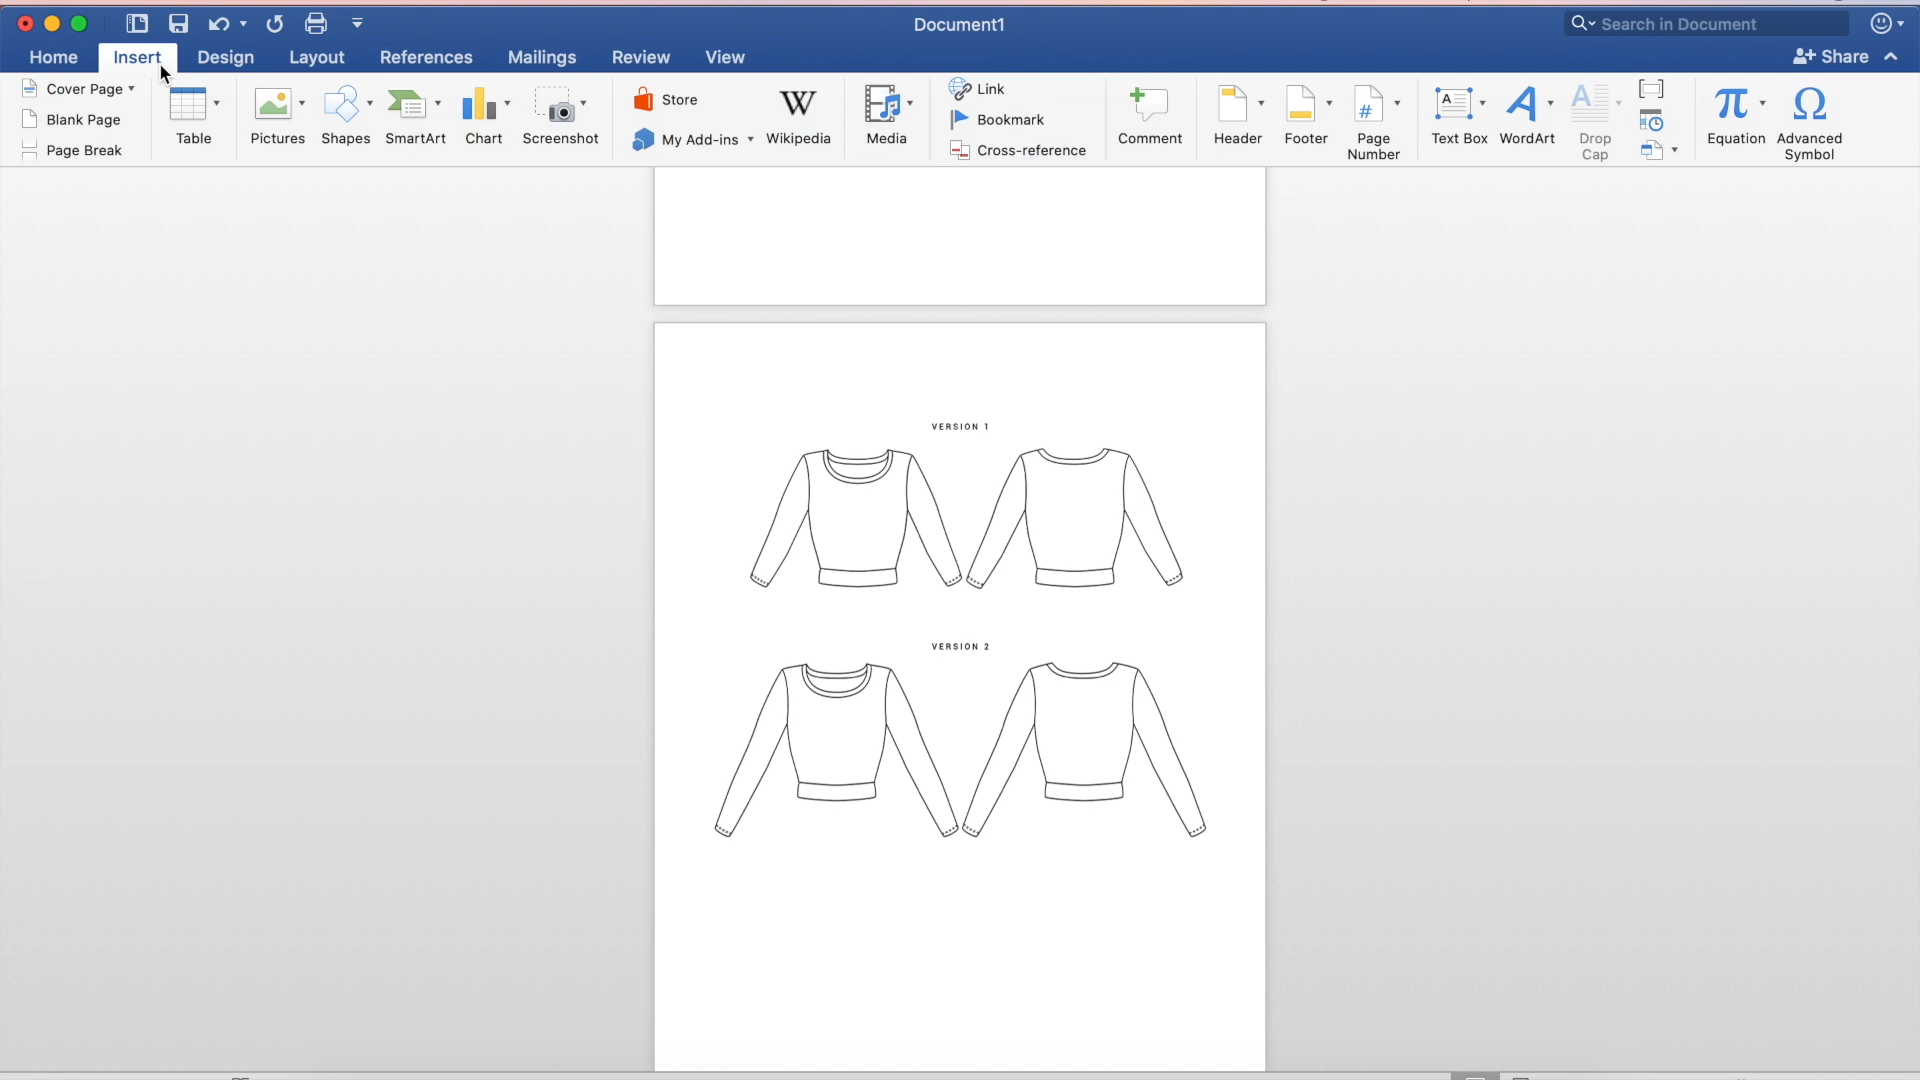 Document1
Search in Document
Home
Insert
Design
Layout
References
Mailings
Review
View
Share
Cover Page
Blank Page
Page Break
Table
Pictures
Shapes
SmartArt
Chart
Screenshot
Store
My Add-ins
W
Wikipedia
Media
Link
Bookmark
Cross-reference
Comment
Header
Footer
#
Page
Number
A
Text Box
A
WordArt
A
Drop
Cap
π
Equation
Ω
Advanced
Symbol
VERSION 1
VERSION 2